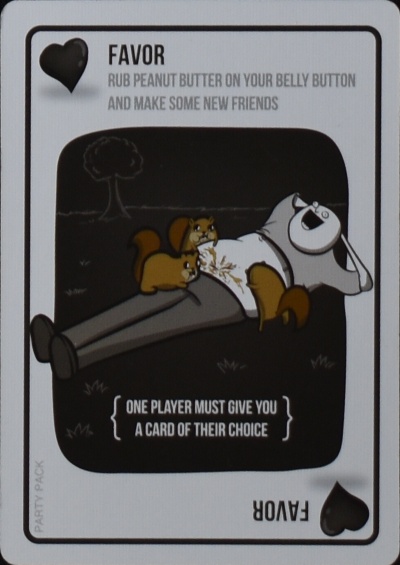 FAVOR
RUB PEANUT BUTTER ON YOUR BELLY BUTTON
AND MAKE SOME NEW FRIENDS
{ ONE PLAYER MUST GIVE YOU
A CARD OF THEIR CHOICE }
PARTY PACK
FAVOR